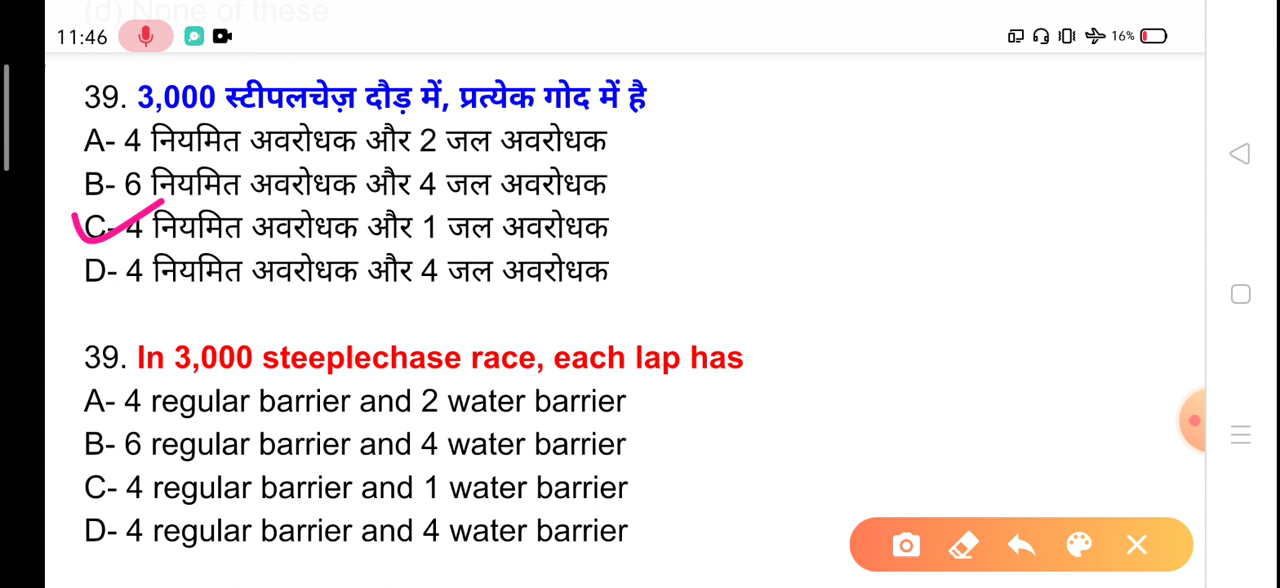 (d) None of these
11:46
16%
39. 3,000 स्टीपलचेज़ दौड़ में, प्रत्येक गोद में है
A- 4 नियमित अवरोधक और 2 जल अवरोधक
B- 6 नियमित अवरोधक और 4 जल अवरोधक
C- 4 नियमित अवरोधक और 1 जल अवरोधक
D- 4 नियमित अवरोधक और 4 जल अवरोधक
39. In 3,000 steeplechase race, each lap has
A- 4 regular barrier and 2 water barrier
B- 6 regular barrier and 4 water barrier
C- 4 regular barrier and 1 water barrier
D- 4 regular barrier and 4 water barrier